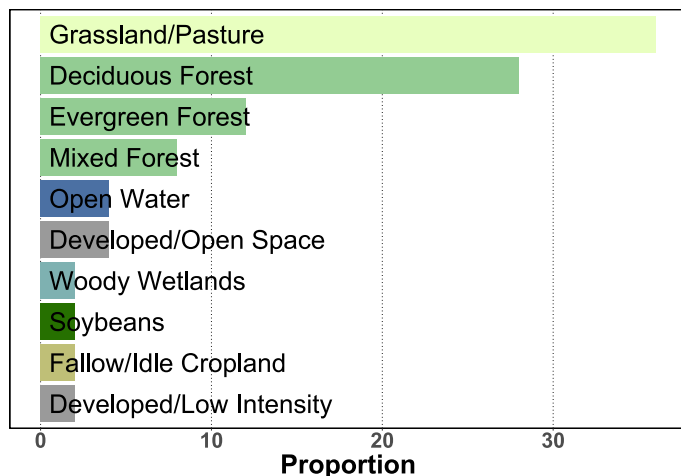 Grassland/Pasture
Deciduous Forest
Evergreen Forest
Mixed Forest
Open Water
Developed/Open Space
Woody Wetlands
Soybeans
Fallow/Idle Cropland
Developed/Low Intensity
0 10 20 30
Proportion